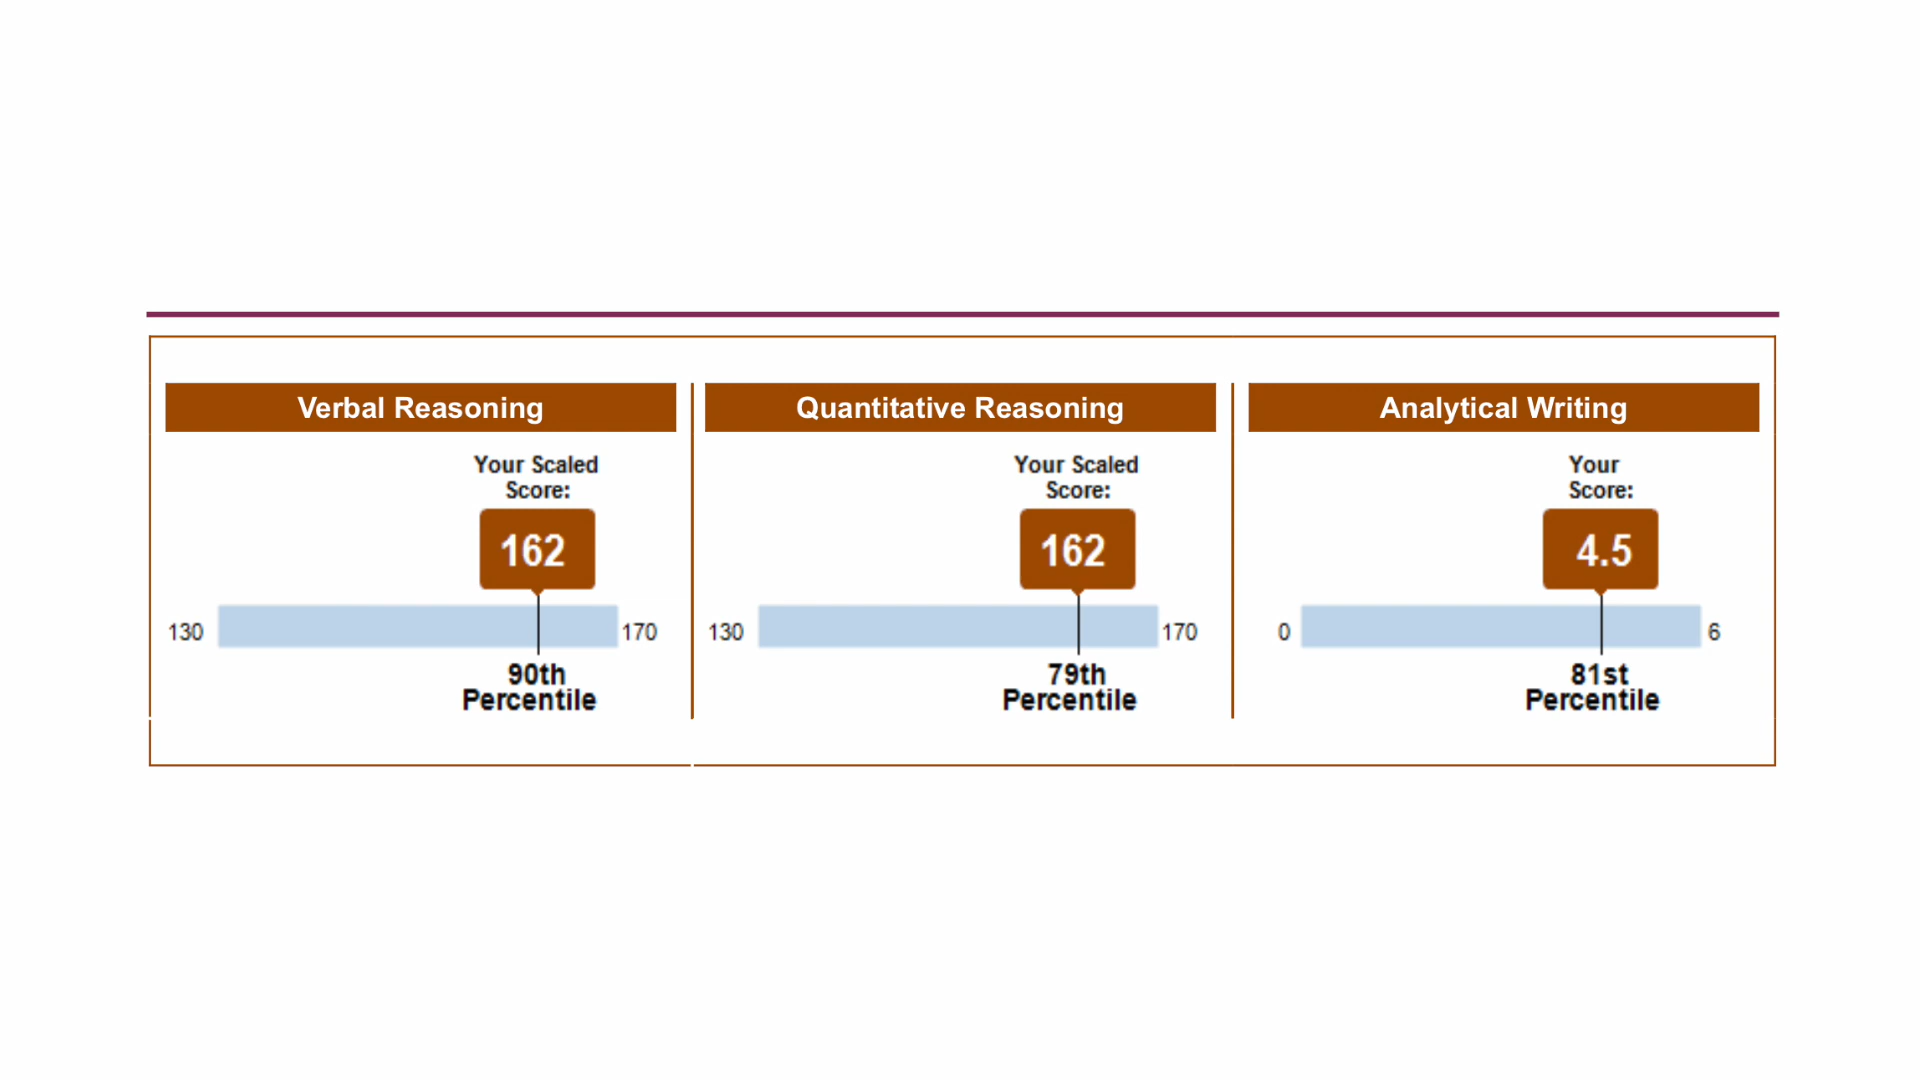 Verbal Reasoning
Your Scaled
Score:
162
130
170
90th
Percentile
Quantitative Reasoning
Your Scaled
Score:
162
130
170
79th
Percentile
Analytical Writing
Your
Score:
4.5
0
6
81st
Percentile